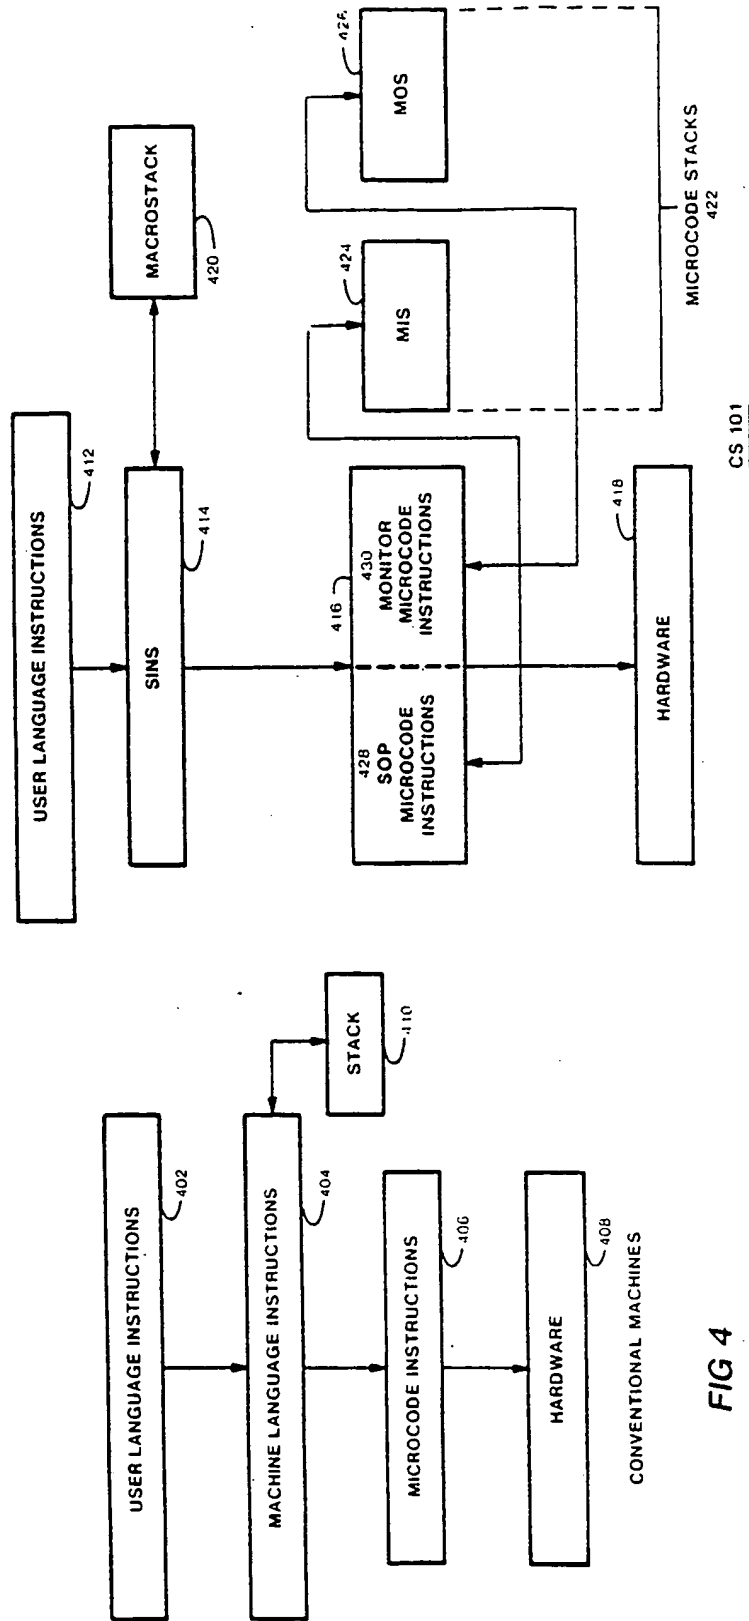 USER LANGUAGE INSTRUCTIONS
402
MACHINE LANGUAGE INSTRUCTIONS
404
STACK
410
MICROCODE INSTRUCTIONS
406
HARDWARE
408
CONVENTIONAL MACHINES
FIG 4
USER LANGUAGE INSTRUCTIONS
412
SINS
414
MACROSTACK
420
416
428
SOP
MICROCODE
INSTRUCTIONS
430
MONITOR
MICROCODE
INSTRUCTIONS
MIS
424
MOS
426
MICROCODE STACKS
422
HARDWARE
418
CS 101